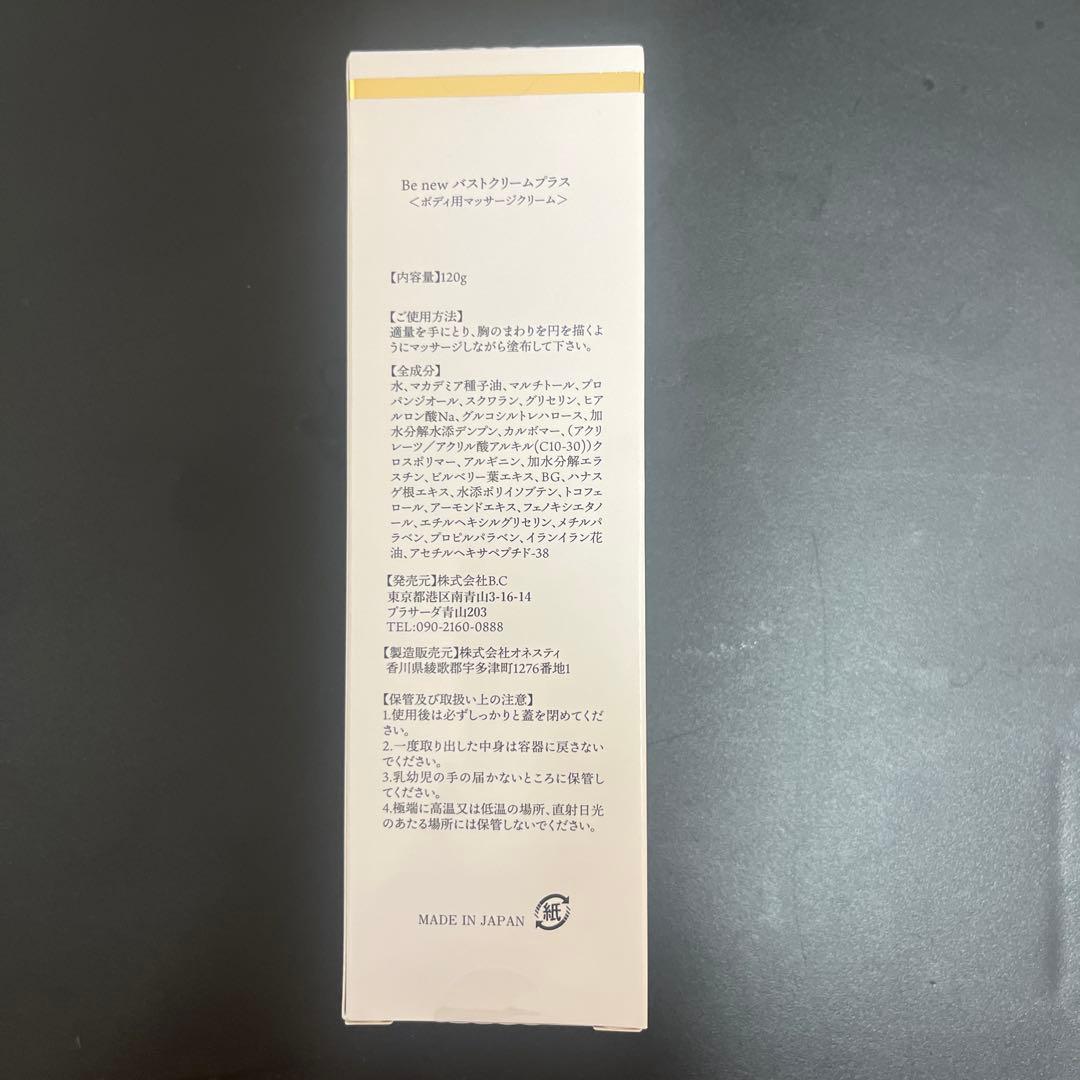 Be new バストクリームプラス
＜ボディ用マッサージクリーム＞
【内容量】120g
【ご使用方法】
適量を手にとり、胸のまわりを円を描くよ
うにマッサージしながら塗布して下さい。
【全成分】
水、マカデミア種子油、マルチトール、プロ
パンジオール、スクワラン、グリセリン、ヒア
ルロン酸Na、グルコシルトレハロース、加
水分解水添デンプン、カルボマー、（アクリ
レーツ／アクリル酸アルキル(C10-30)）ク
ロスポリマー、アルギニン、加水分解エラ
スチン、ビルベリー葉エキス、BG、ハナス
ゲ根エキス、水添ポリイソブテン、トコフェ
ロール、アーモンドエキス、フェノキシエタノ
ール、エチルヘキシルグリセリン、メチルパ
ラベン、プロピルパラベン、イランイラン花
油、アセチルヘキサペプチド-38
【発売元】株式会社B.C
東京都港区南青山3-16-14
プラサーダ青山203
TEL:090-2160-0888
【製造販売元】株式会社オネスティ
香川県綾歌郡宇多津町1276番地1
【保管及び取扱い上の注意】
1.使用後は必ずしっかりと蓋を閉めてくだ
さい。
2.一度取り出した中身は容器に戻さない
でください。
3.乳幼児の手の届かないところに保管し
てください。
4.極端に高温又は低温の場所、直射日光
のあたる場所には保管しないでください。
MADE IN JAPAN 紙